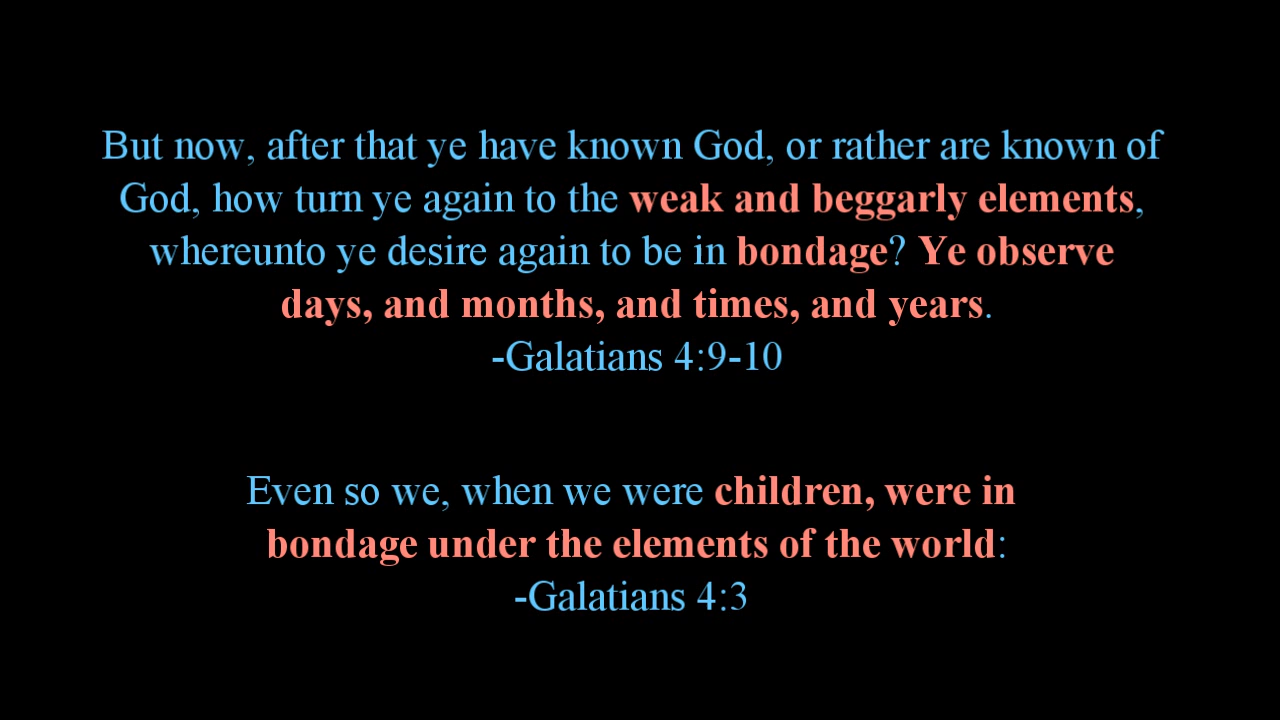 But now, after that ye have known God, or rather are known of
God, how turn ye again to the weak and beggarly elements,
whereunto ye desire again to be in bondage? Ye observe
days, and months, and times, and years.
-Galatians 4:9-10
Even so we, when we were children, were in
bondage under the elements of the world:
-Galatians 4:3